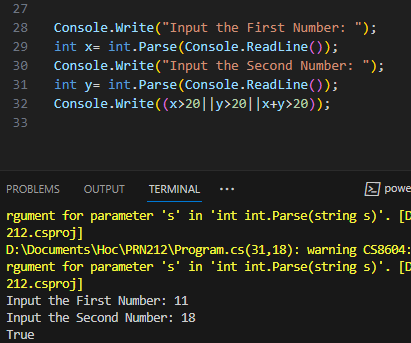 27
28 Console.Write("Input the First Number: ");
29 int x= int.Parse(Console.ReadLine());
30 Console.Write("Input the Second Number: ");
31 int y= int.Parse(Console.ReadLine());
32 Console.Write((x>20||y>20||x+y>20));
33
PROBLEMS OUTPUT TERMINAL ··· powe
rgument for parameter 's' in 'int int.Parse(string s)'. [D
212.csproj]
D:\Documents\Hoc\PRN212\Program.cs(31,18): warning CS8604:
rgument for parameter 's' in 'int int.Parse(string s)'. [D
212.csproj]
Input the First Number: 11
Input the Second Number: 18
True